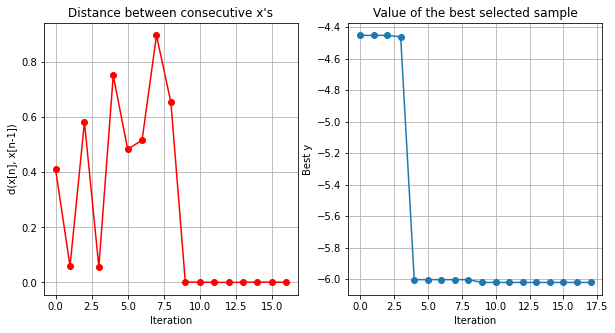 Distance between consecutive x's
d(x[n], x[n-1])
0.8
0.6
0.4
0.2
0.0
0.0 2.5 5.0 7.5 10.0 12.5 15.0
Iteration
Value of the best selected sample
Best y
−4.4
−4.6
−4.8
−5.0
−5.2
−5.4
−5.6
−5.8
−6.0
0.0 2.5 5.0 7.5 10.0 12.5 15.0 17.5
Iteration